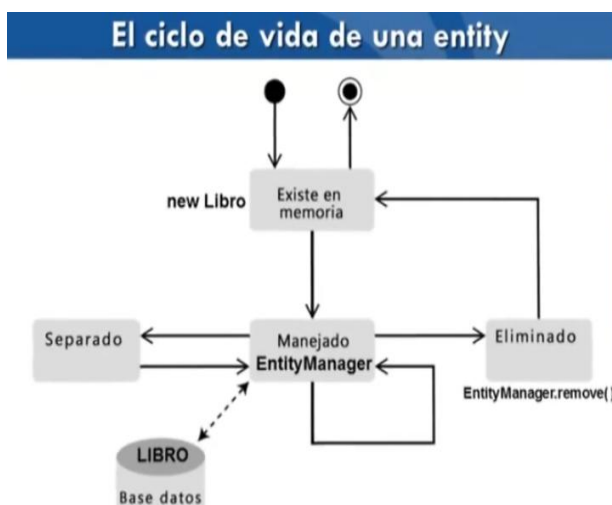 El ciclo de vida de una entity
new Libro
Existe en
memoria
Separado
Manejado
EntityManager
Eliminado
EntityManager.remove()
LIBRO
Base datos